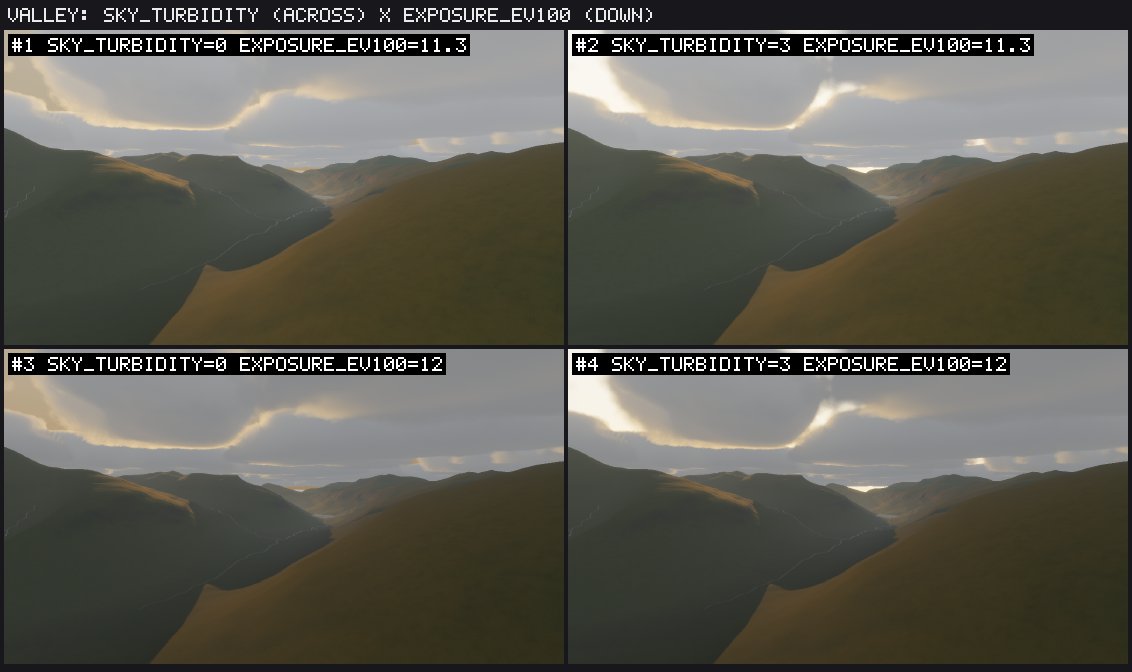 VALLEY: SKY_TURBIDITY (ACROSS) X EXPOSURE_EV100 (DOWN)
#1 SKY_TURBIDITY=0 EXPOSURE_EV100=11.3
#2 SKY_TURBIDITY=3 EXPOSURE_EV100=11.3
#3 SKY_TURBIDITY=0 EXPOSURE_EV100=12
#4 SKY_TURBIDITY=3 EXPOSURE_EV100=12